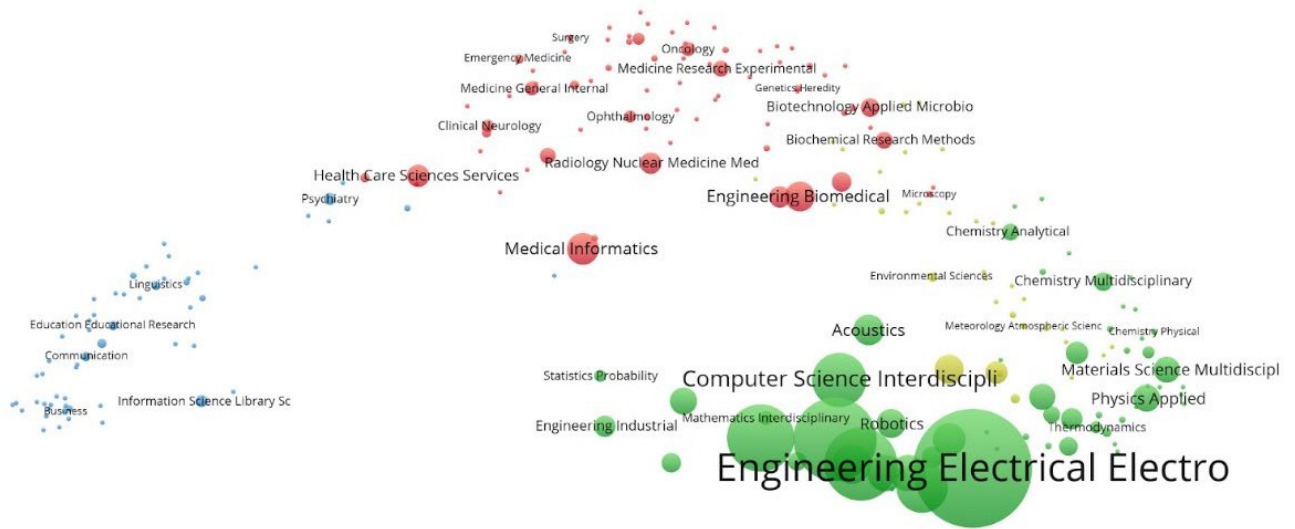 Surgery
Oncology
Emergency Medicine
Medicine Research Experimental
Medicine General Internal
Genetics Heredity
Biotechnology Applied Microbio
Ophthalmology
Clinical Neurology
Biochemical Research Methods
Radiology Nuclear Medicine Med
Health Care Sciences Services
Psychiatry
Engineering Biomedical
Microscopy
Chemistry Analytical
Medical Informatics
Environmental Sciences
Chemistry Multidisciplinary
Linguistics
Education Educational Research
Acoustics
Meteorology Atmospheric Scienc
Chemistry Physical
Communication
Statistics Probability
Computer Science Interdiscipli
Materials Science Multidiscipl
Business
Information Science Library Sc
Physics Applied
Engineering Industrial
Mathematics Interdisciplinary
Robotics
Thermodynamics
Engineering Electrical Electro